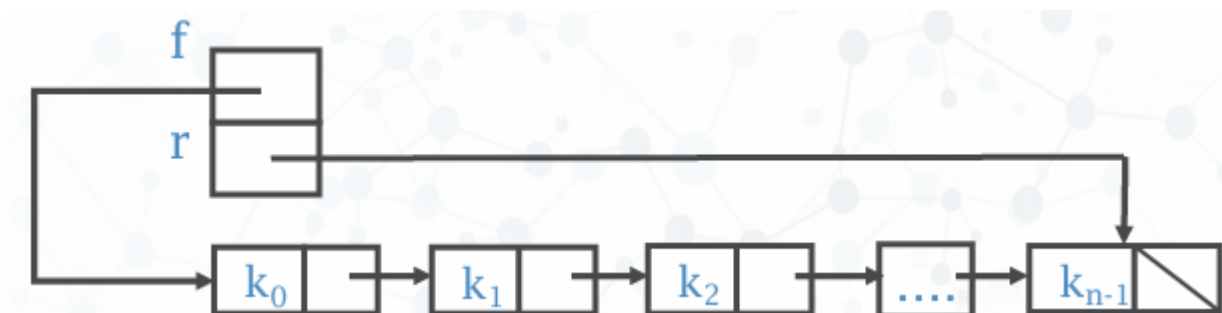 f
r
k₀ k₁ k₂ .... kₙ₋₁